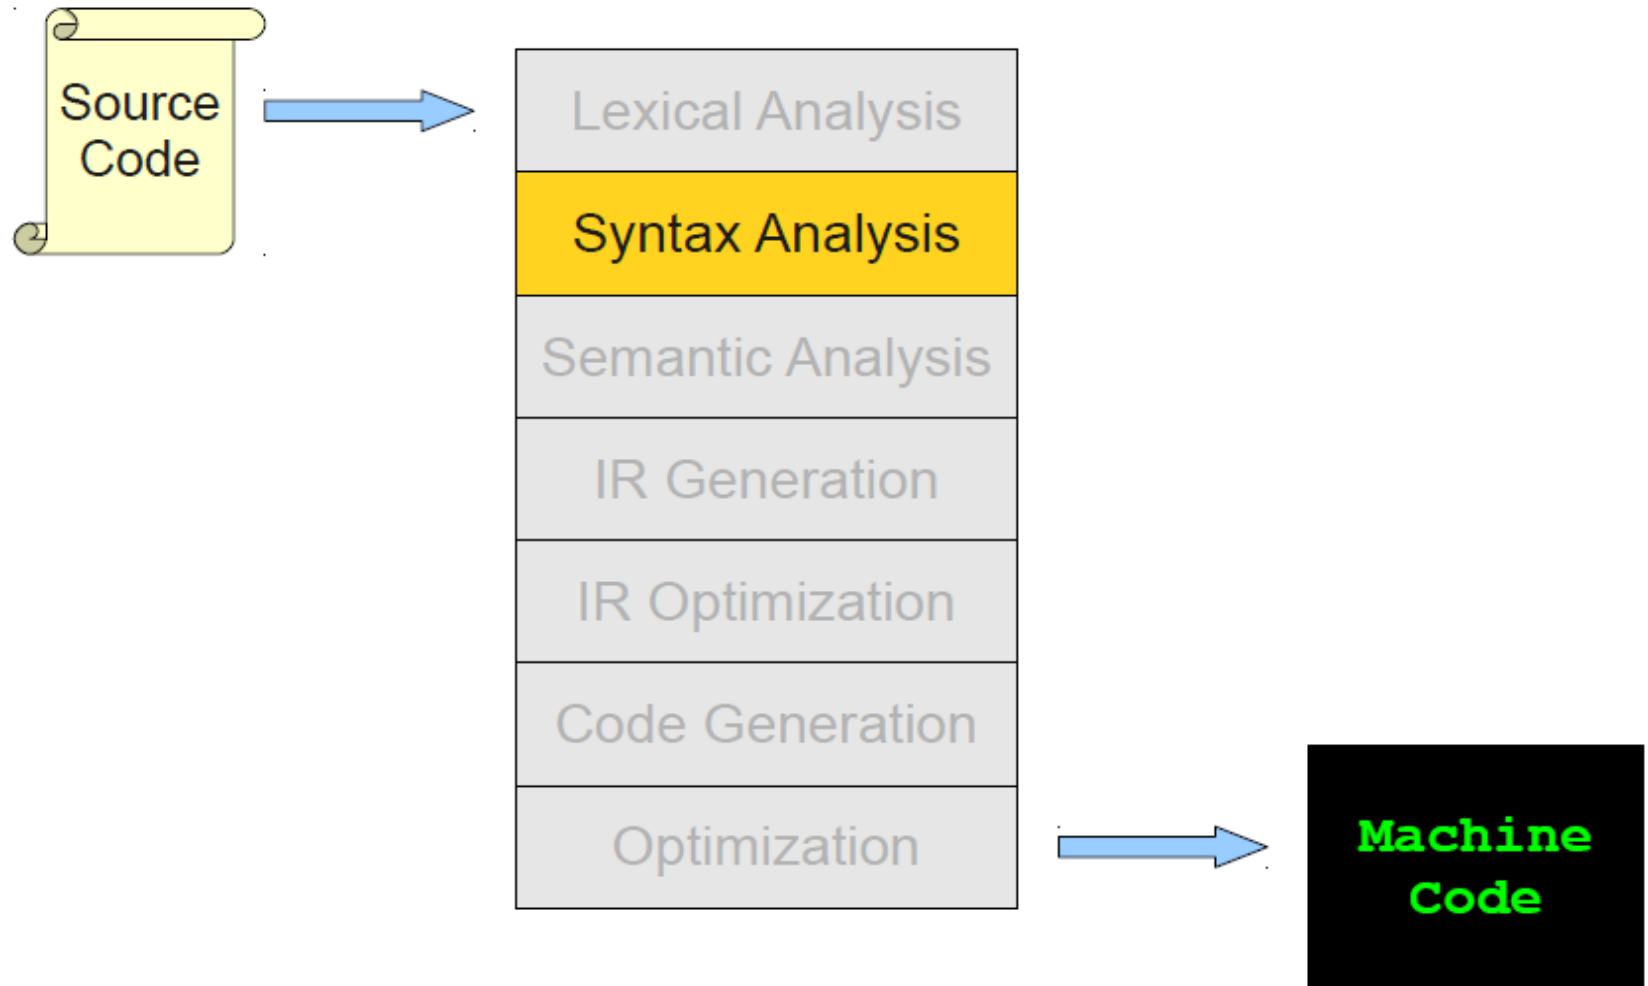 Source
Code
Lexical Analysis
Syntax Analysis
Semantic Analysis
IR Generation
IR Optimization
Code Generation
Optimization
Machine
Code